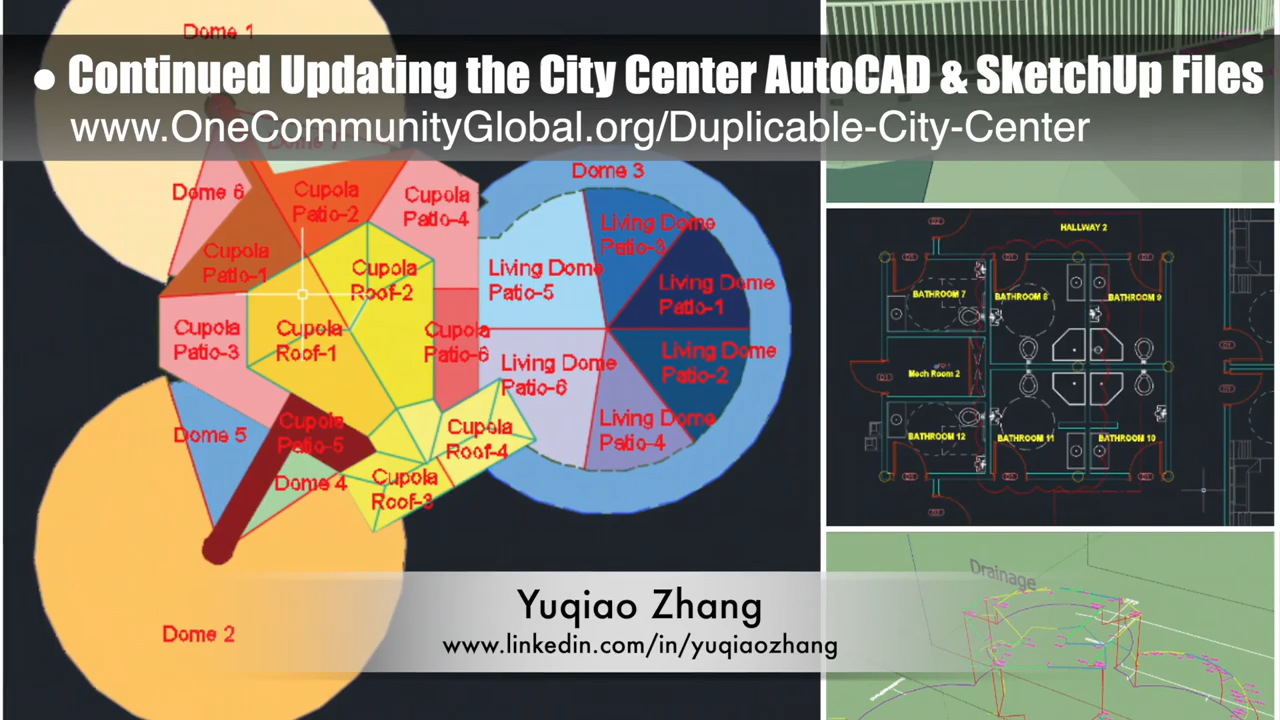 Dome 1
• Continued Updating the City Center AutoCAD & SketchUp Files
www.OneCommunityGlobal.org/Duplicable-City-Center
Dome 3
Dome 6
Cupola
Patio-2
Cupola
Patio-4
Cupola
Patio-1
Living Dome
Patio-3
Cupola
Roof-2
Living Dome
Patio-5
Living Dome
Patio-1
Cupola
Patio-3
Cupola
Roof-1
Cupola
Patio-6
Living Dome
Patio-6
Living Dome
Patio-2
Dome 5
Cupola
Patio-5
Cupola
Roof-4
Living Dome
Patio-4
Dome 4
Cupola
Roof-3
Dome 2
HALLWAY 2
BATHROOM 7
BATHROOM 8
BATHROOM 9
Mech Room 2
BATHROOM 12
BATHROOM 11
BATHROOM 10
Drainage
Yuqiao Zhang
www.linkedin.com/in/yuqiaozhang